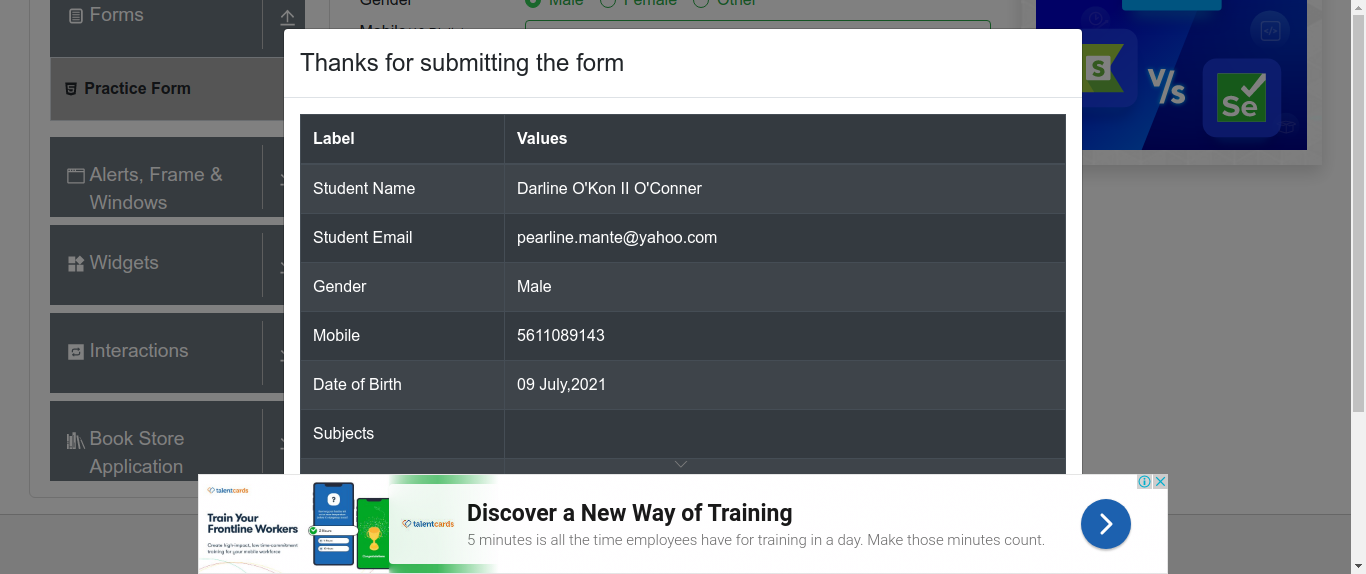 Forms
Gender Male Female Other
Practice Form
Alerts, Frame &
Windows
Widgets
Interactions
Book Store
Application
Thanks for submitting the form
Label Values
Student Name Darline O'Kon II O'Conner
Student Email pearline.mante@yahoo.com
Gender Male
Mobile 5611089143
Date of Birth 09 July,2021
Subjects
S
V/s
Se
talentcards
Train Your
Frontline Workers
Create high-impact, low time-commitment
training for your mobile workforce
talentcards
Discover a New Way of Training
5 minutes is all the time employees have for training in a day. Make those minutes count.